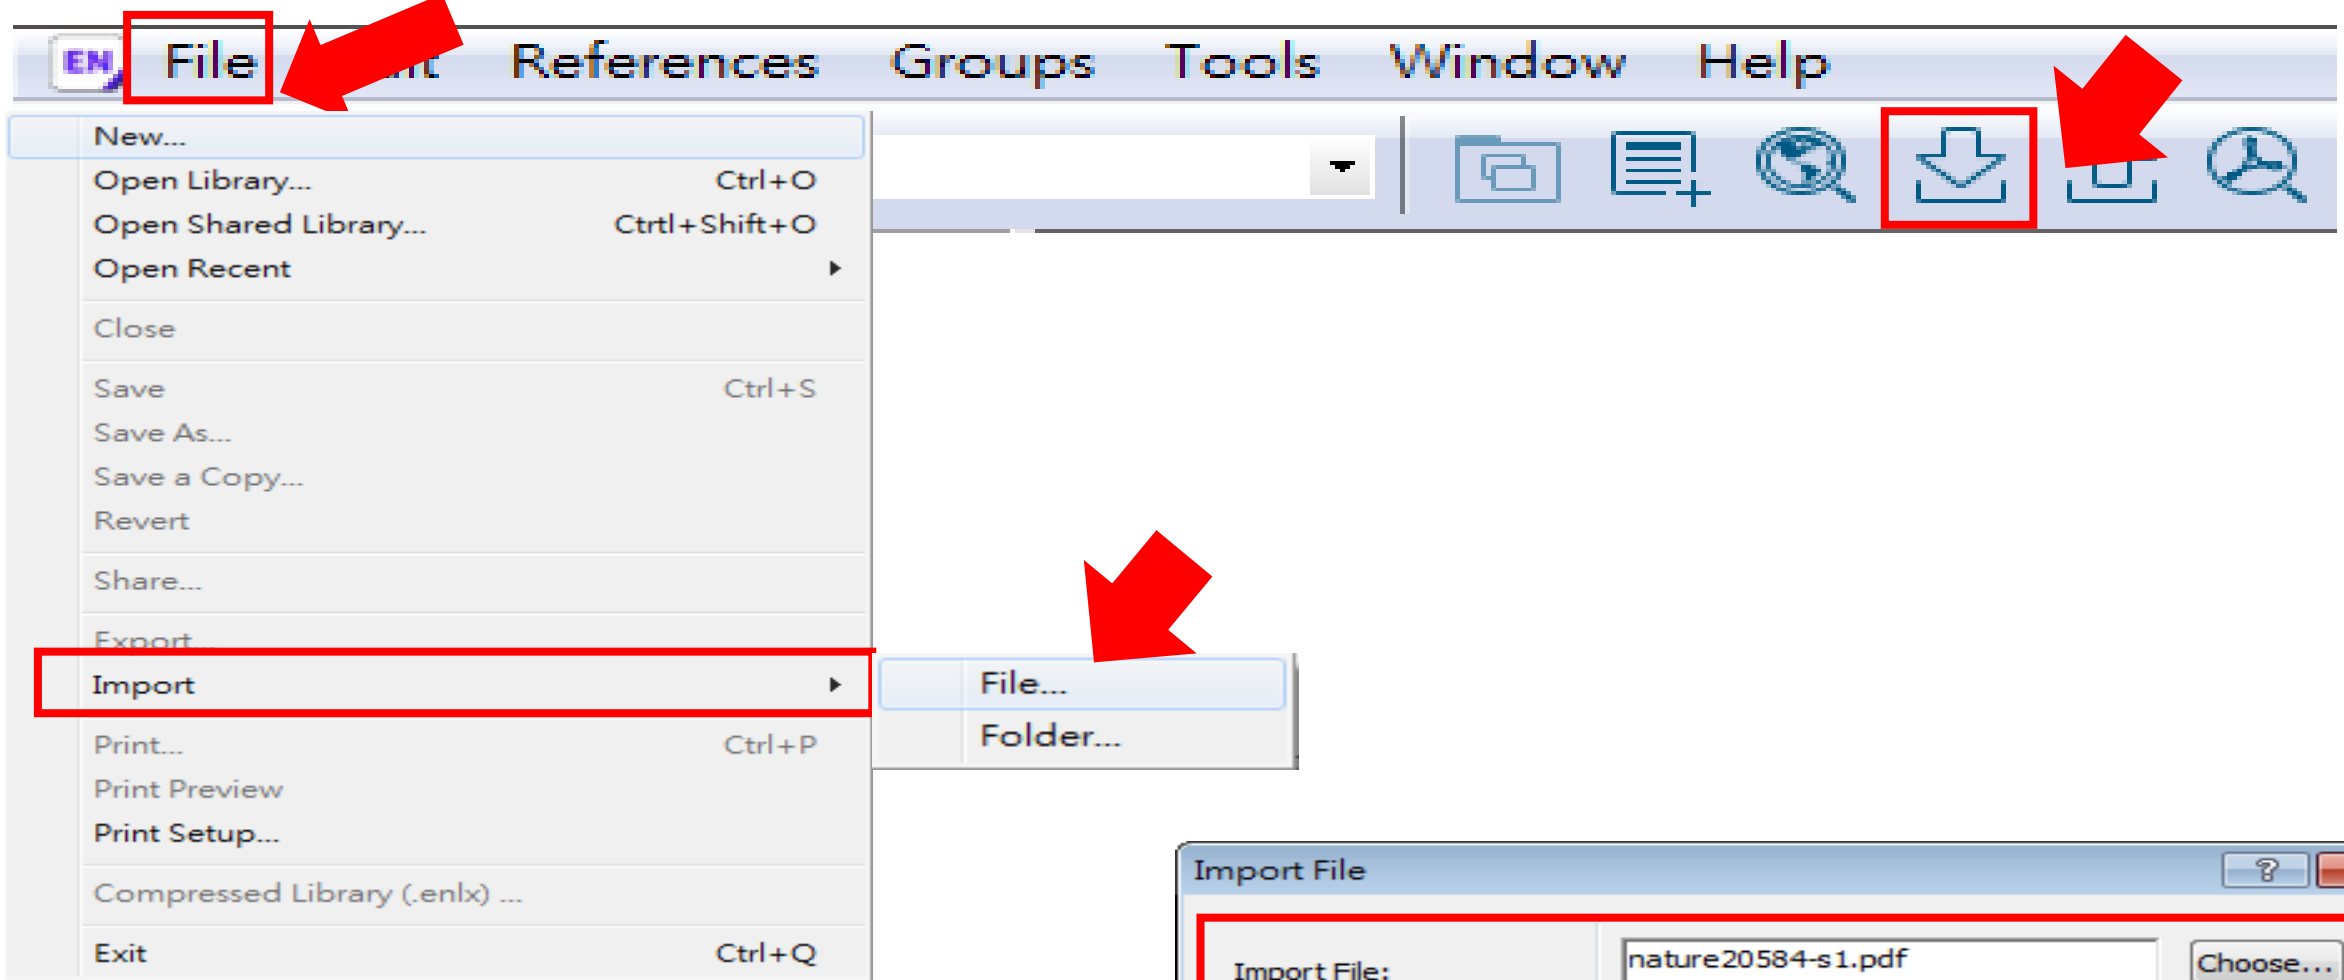 EN File References Groups Tools Window Help
New...
Open Library... Ctrl+O
Open Shared Library... Ctrtl+Shift+O
Open Recent
Close
Save Ctrl+S
Save As...
Save a Copy...
Revert
Share...
Export...
Import
File...
Folder...
Print... Ctrl+P
Print Preview
Print Setup...
Compressed Library (.enlx) ...
Exit Ctrl+Q
Import File
?
Import File: nature20584-s1.pdf Choose...